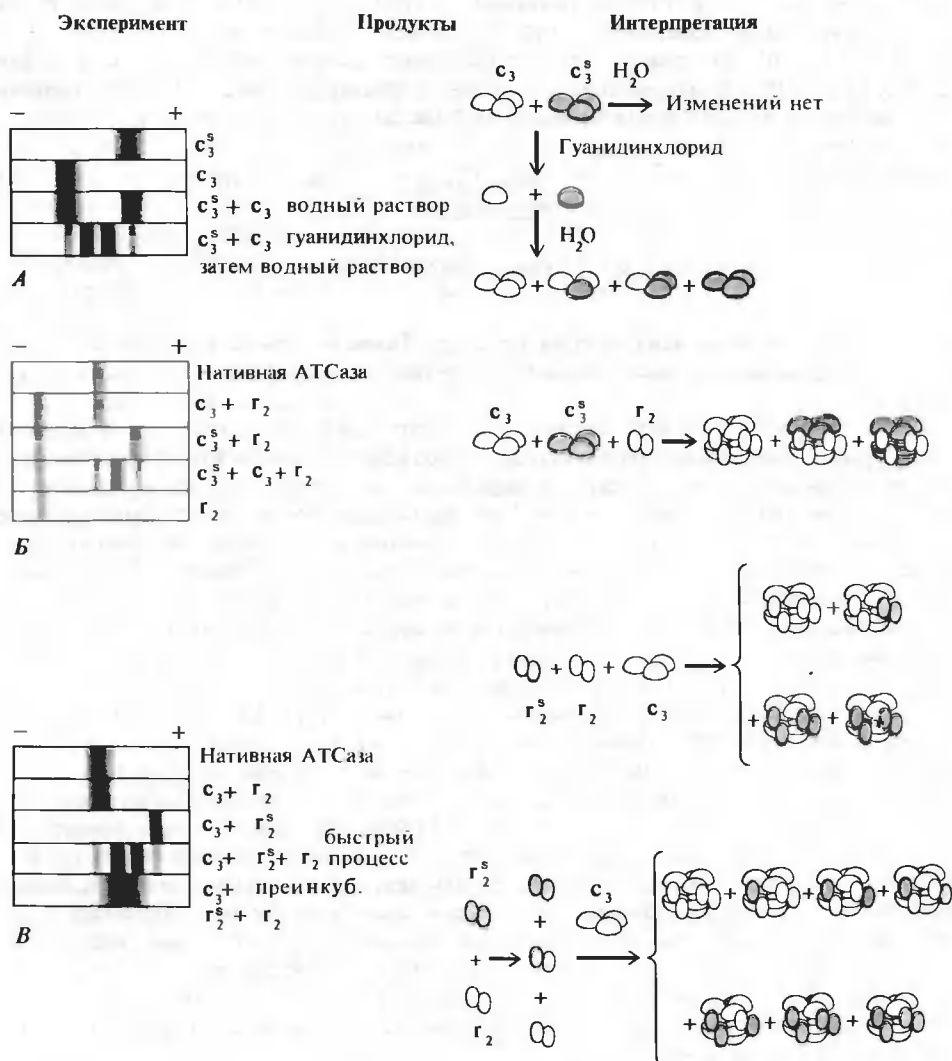 Эксперимент Продукты Интерпретация
c₃ c₃ˢ H₂O
+ → Изменений нет
− +
c₃ˢ
c₃
c₃ˢ + c₃ водный раствор
c₃ˢ + c₃ гуанидинхлорид,
затем водный раствор
А
Гуанидинхлорид
+
H₂O
+ + +
− +
Нативная АТСаза
c₃ + r₂
c₃ˢ + r₂
c₃ˢ + c₃ + r₂
r₂
Б
c₃ c₃ˢ r₂
+ + → + +
+
+ + →
r₂ˢ r₂ c₃
+ +
− +
Нативная АТСаза
c₃ + r₂
c₃ + r₂ˢ
быстрый
c₃ + r₂ˢ + r₂ процесс
c₃ + преинкуб.
r₂ˢ + r₂
В
r₂ˢ
c₃
+
+ →
+
r₂
+ + +
+ + +